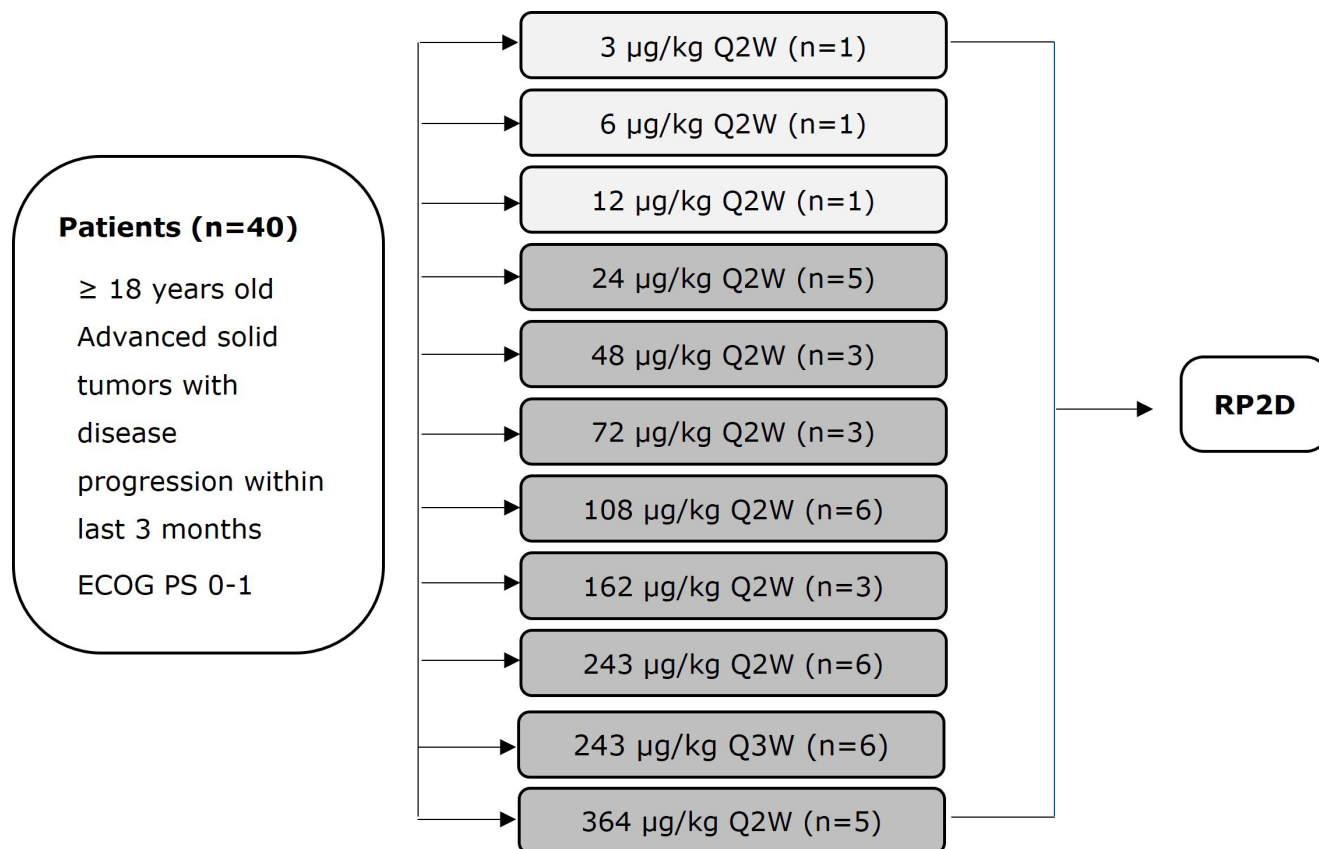 Patients (n=40)
≥ 18 years old
Advanced solid
tumors with
disease
progression within
last 3 months
ECOG PS 0-1
3 µg/kg Q2W (n=1)
6 µg/kg Q2W (n=1)
12 µg/kg Q2W (n=1)
24 µg/kg Q2W (n=5)
48 µg/kg Q2W (n=3)
72 µg/kg Q2W (n=3)
108 µg/kg Q2W (n=6)
162 µg/kg Q2W (n=3)
243 µg/kg Q2W (n=6)
243 µg/kg Q3W (n=6)
364 µg/kg Q2W (n=5)
RP2D